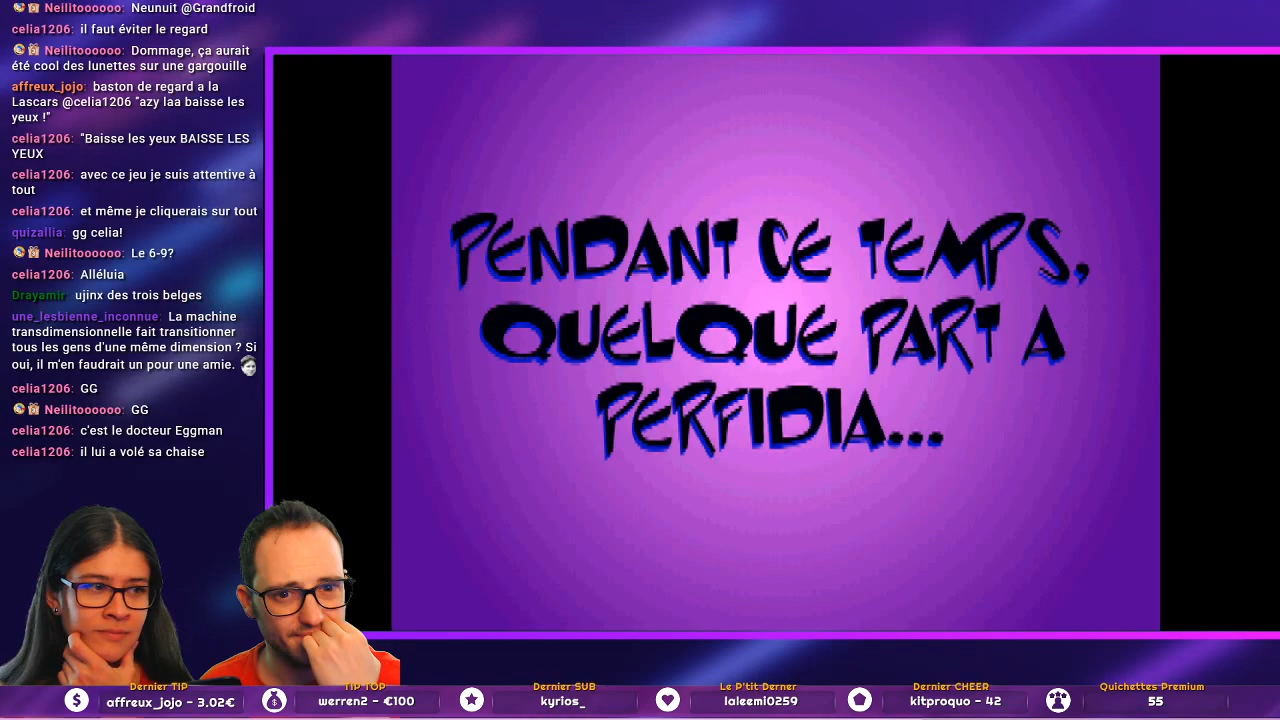 Neilitoooooo: Neunuit @Grandfroid
celia1206: il faut éviter le regard
Neilitoooooo: Dommage, ça aurait
été cool des lunettes sur une gargouille
affreux_jojo: baston de regard a la
Lascars @celia1206 "azy laa baisse les
yeux !"
celia1206: "Baisse les yeux BAISSE LES
YEUX
celia1206: avec ce jeu je suis attentive à
tout
celia1206: et même je cliquerais sur tout
quizallia: gg celia!
Neilitoooooo: Le 6-9?
celia1206: Alléluia
Drayamir: ujinx des trois belges
une_lesbienne_inconnue: La machine
transdimensionnelle fait transitionner
tous les gens d'une même dimension ? Si
oui, il m'en faudrait un pour une amie.
celia1206: GG
Neilitoooooo: GG
celia1206: c'est le docteur Eggman
celia1206: il lui a volé sa chaise
PENDANT CE TEMPS,
QUELQUE PART A
PERFIDIA...
Dernier TIP
affreux_jojo - 3.02€
TIP TOP
werren2 - €100
Dernier SUB
kyrios_
Le P'tit Derner
laleemi0259
Dernier CHEER
kitproquo - 42
Quichettes Premium
55